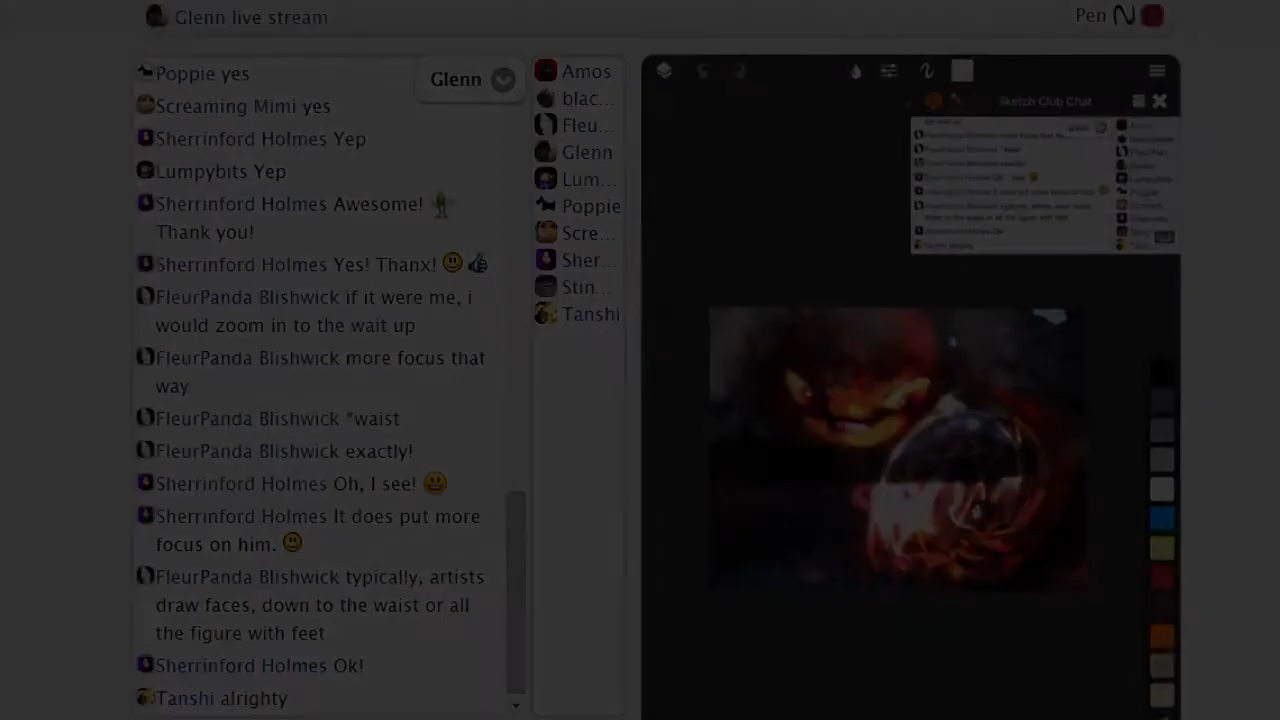 Glenn live stream
Pen
Poppie yes
Screaming Mimi yes
Sherrinford Holmes Yep
Lumpybits Yep
Sherrinford Holmes Awesome!
Thank you!
Sherrinford Holmes Yes! Thanx!
FleurPanda Blishwick if it were me, i
would zoom in to the wait up
FleurPanda Blishwick more focus that
way
FleurPanda Blishwick *waist
FleurPanda Blishwick exactly!
Sherrinford Holmes Oh, I see!
Sherrinford Holmes It does put more
focus on him.
FleurPanda Blishwick typically, artists
draw faces, down to the waist or all
the figure with feet
Sherrinford Holmes Ok!
Tanshi alrighty
Glenn
Amos
blac...
Fleu...
Glenn
Lum...
Poppie
Scre...
Sher...
Stin...
Tanshi
Sketch Club Chat